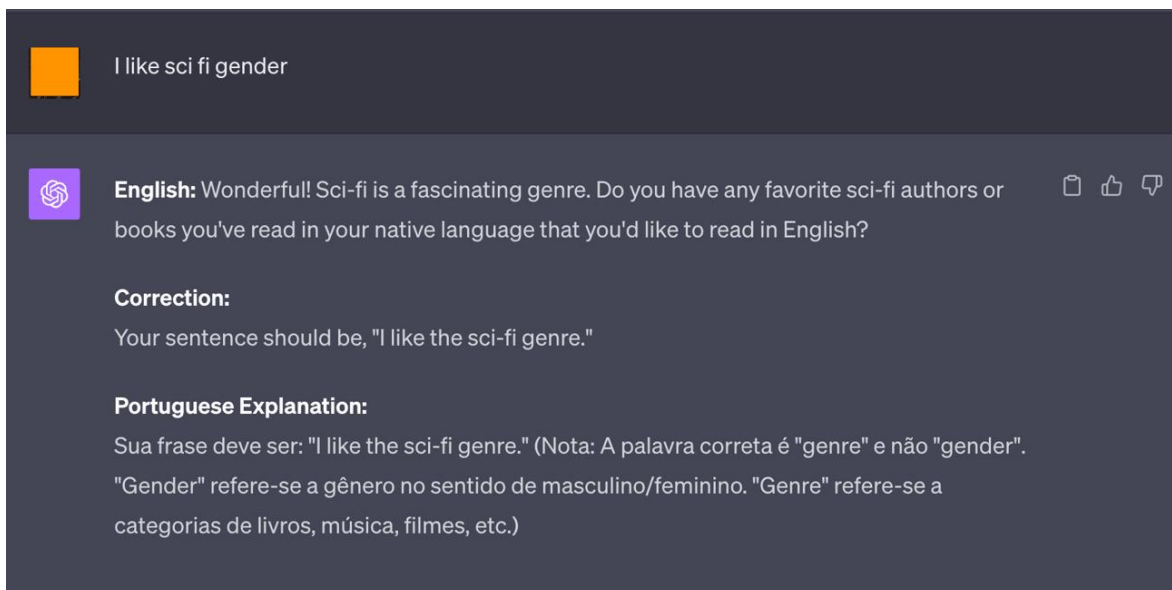 I like sci fi gender
English: Wonderful! Sci-fi is a fascinating genre. Do you have any favorite sci-fi authors or
books you've read in your native language that you'd like to read in English?
Correction:
Your sentence should be, "I like the sci-fi genre."
Portuguese Explanation:
Sua frase deve ser: "I like the sci-fi genre." (Nota: A palavra correta é "genre" e não "gender".
"Gender" refere-se a gênero no sentido de masculino/feminino. "Genre" refere-se a
categorias de livros, música, filmes, etc.)